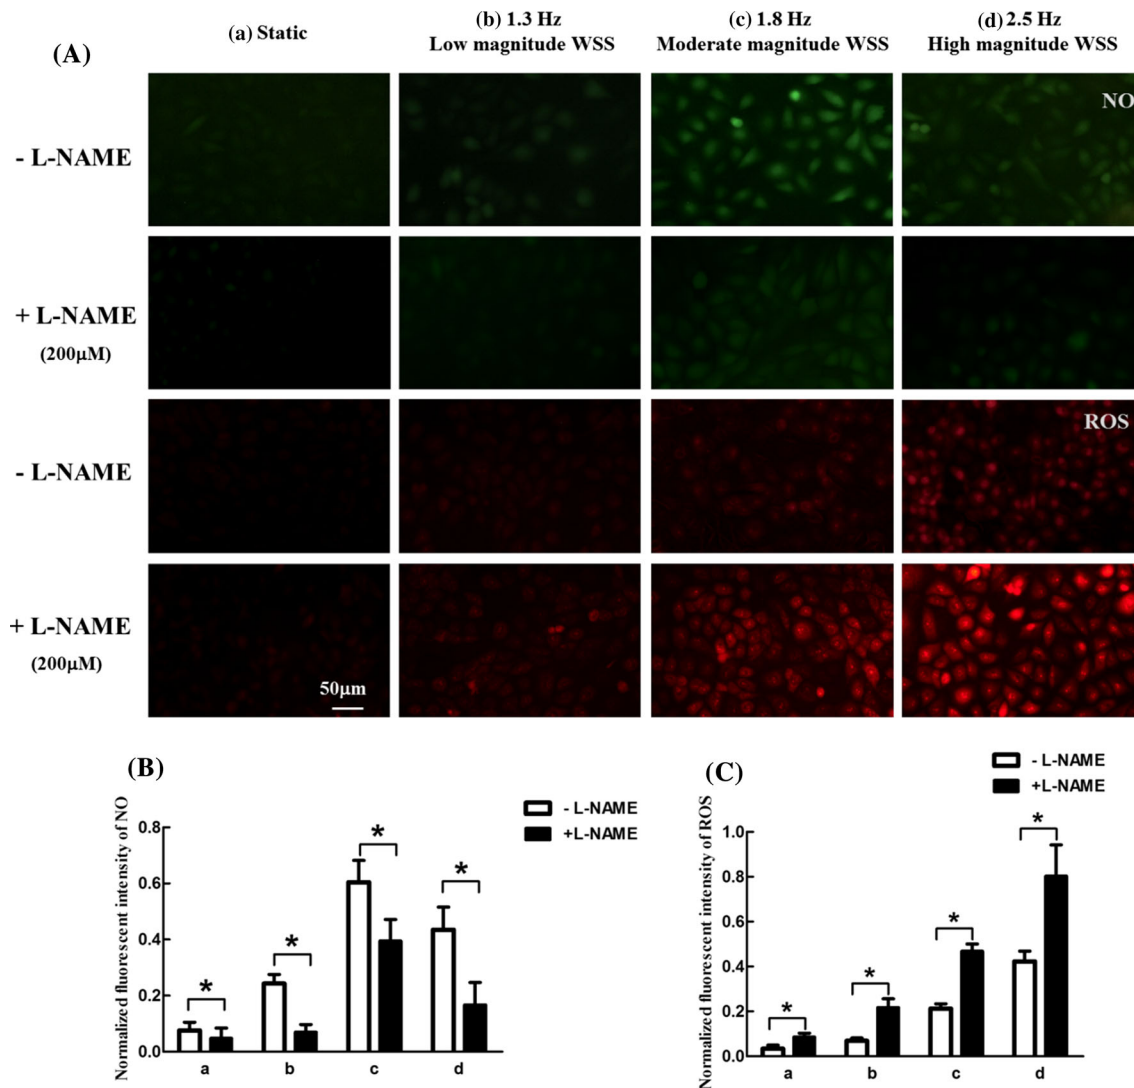 (a) Static
(b) 1.3 Hz
Low magnitude WSS
(c) 1.8 Hz
Moderate magnitude WSS
(d) 2.5 Hz
High magnitude WSS
(A)
NO
- L-NAME
+ L-NAME
(200μM)
ROS
- L-NAME
+ L-NAME
(200μM)
50μm
(B)
- L-NAME
+L-NAME
Normalized fluorescent intensity of NO
0.8
0.6
0.4
0.2
0.0
*
*
*
*
a b c d
(C)
- L-NAME
+L-NAME
Normalized fluorescent intensity of ROS
1.0
0.8
0.6
0.4
0.2
0.0
*
*
*
*
a b c d